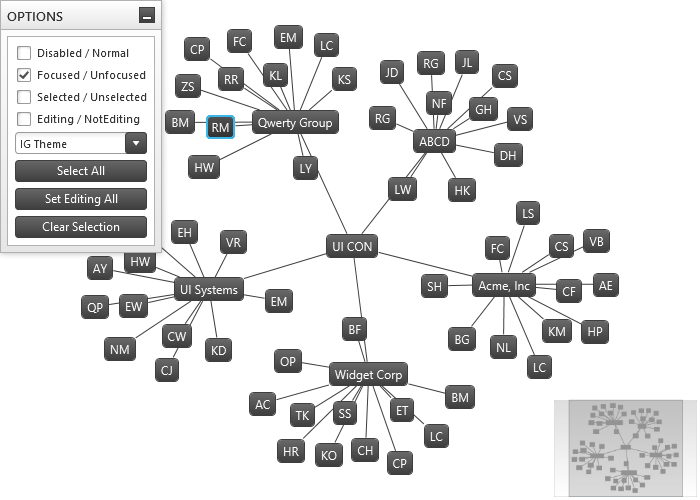 OPTIONS
Disabled / Normal
Focused / Unfocused
Selected / Unselected
Editing / NotEditing
IG Theme
Select All
Set Editing All
Clear Selection
CP
FC
EM
LC
ZS
RR
KL
KS
BM
RM
Qwerty Group
HW
LY
JD
RG
JL
CS
NF
GH
RG
VS
ABCD
DH
LW
HK
UI CON
EH
VR
HW
AY
UI Systems
QP
EW
EM
NM
CW
KD
CJ
LS
FC
CS
VB
SH
Acme, Inc
CF
AE
BG
KM
HP
NL
LC
BF
OP
Widget Corp
AC
TK
SS
ET
BM
HR
KO
CH
LC
CP